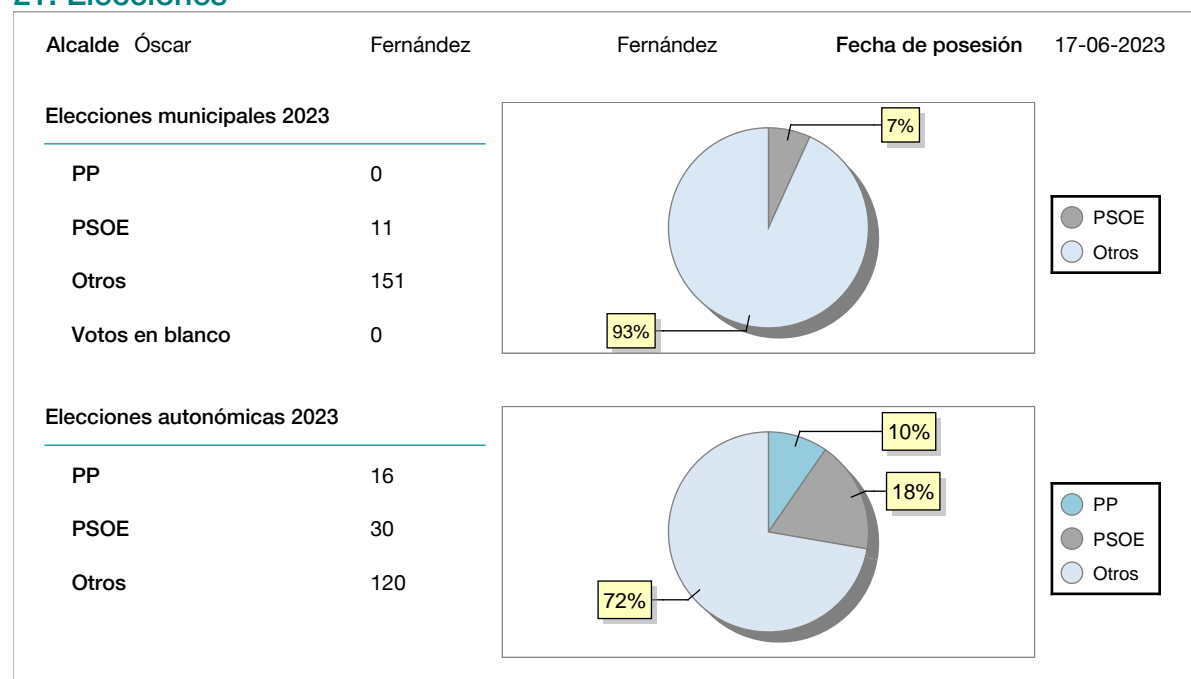 21. Elecciones
Alcalde Óscar Fernández Fernández Fecha de posesión 17-06-2023
Elecciones municipales 2023
PP 0
PSOE 11
Otros 151
Votos en blanco 0
7%
93%
PSOE
Otros
Elecciones autonómicas 2023
PP 16
PSOE 30
Otros 120
10%
18%
72%
PP
PSOE
Otros